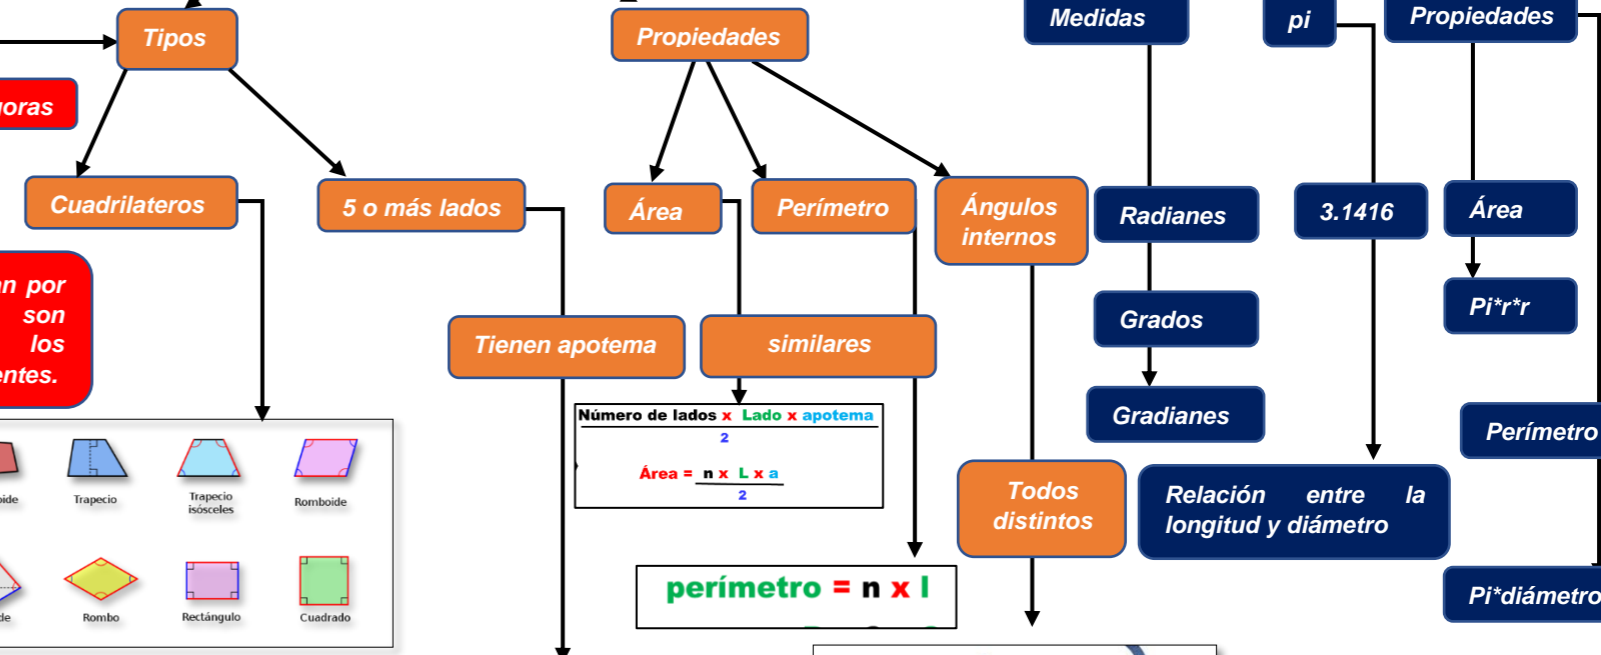 Tipos
Propiedades
Medidas
pi
Propiedades
Cuadrilateros
5 o más lados
Área
Perímetro
Ángulos
internos
Radianes
3.1416
Área
por
son
los
Tienen apotema
similares
Grados
Pi*r*r
Gradianes
Número de lados x Lado x apotema
2
Área = n x L x a
2
Perímetro
Trapecio
Trapecio
isósceles
Romboide
Todos
distintos
Relación entre la
longitud y diámetro
perímetro = n x l
Rombo
Rectángulo
Cuadrado
Pi*diámetro